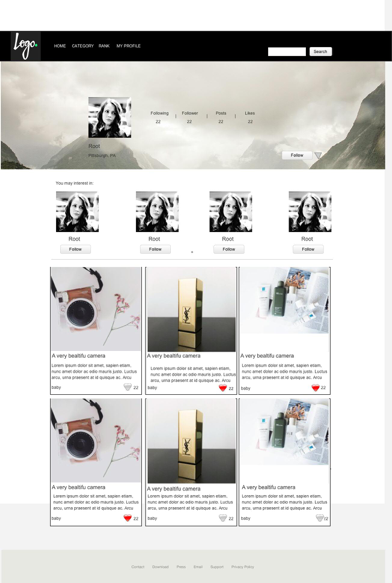 Logo.
HOME CATEGORY RANK MY PROFILE
Search
Following Follower Posts Likes
22 22 22 22
Root
Pittsburgh, PA
Follow
You may interest in:
Root Root Root Root
Follow Follow Follow Follow
A very beatifu camera
Lorem ipsum dolor sit amet, sapien etiam,
nunc amet dolor ac odio mauris justo. Luctus
arcu, urna praesent at id quisque ac. Arcu
baby 22
A very beatifu camera
Lorem ipsum dolor sit amet, sapien etiam,
nunc amet dolor ac odio mauris justo. Luctus
arcu, urna praesent at id quisque ac. Arcu
baby 22
A very beatifu camera
Lorem ipsum dolor sit amet, sapien etiam,
nunc amet dolor ac odio mauris justo. Luctus
arcu, urna praesent at id quisque ac. Arcu
baby 22
A very beatifu camera
Lorem ipsum dolor sit amet, sapien etiam,
nunc amet dolor ac odio mauris justo. Luctus
arcu, urna praesent at id quisque ac. Arcu
baby 22
A very beatifu camera
Lorem ipsum dolor sit amet, sapien etiam,
nunc amet dolor ac odio mauris justo. Luctus
arcu, urna praesent at id quisque ac. Arcu
baby 22
A very beatifu camera
Lorem ipsum dolor sit amet, sapien etiam,
nunc amet dolor ac odio mauris justo. Luctus
arcu, urna praesent at id quisque ac. Arcu
baby 22
Contact Download Press Email Support Privacy Policy